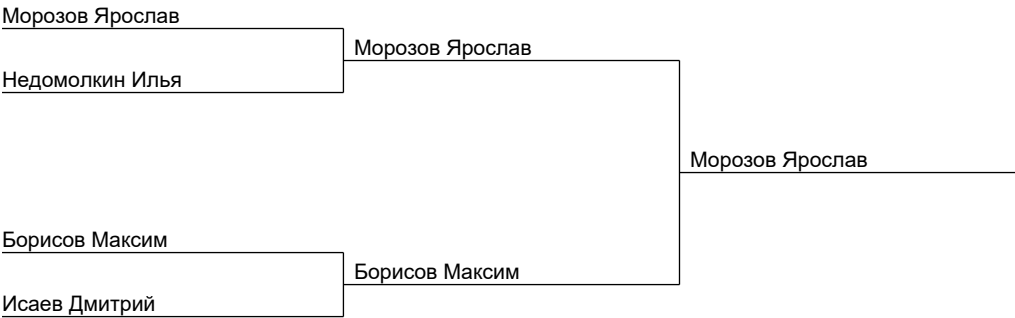 Морозов Ярослав
Морозов Ярослав
Недомолкин Илья
Морозов Ярослав
Борисов Максим
Борисов Максим
Исаев Дмитрий